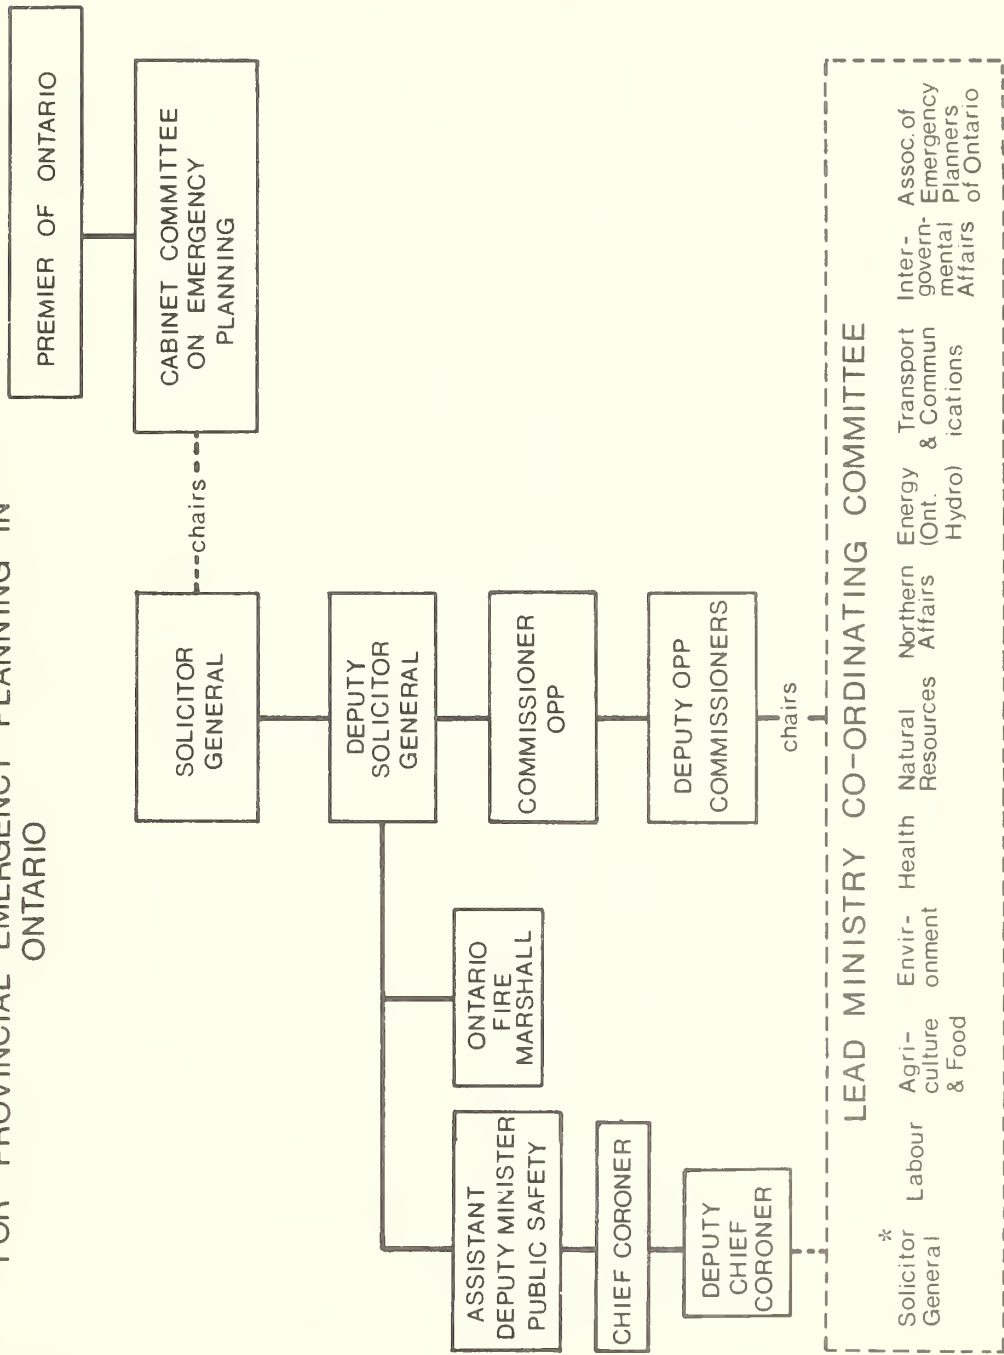 FOR PROVINCIAL EMERGENCY PLANNING IN
ONTARIO
PREMIER OF ONTARIO
CABINET COMMITTEE
ON EMERGENCY
PLANNING
chairs
SOLICITOR
GENERAL
DEPUTY
SOLICITOR
GENERAL
COMMISSIONER
OPP
DEPUTY OPP
COMMISSIONERS
chairs
ONTARIO
FIRE
MARSHALL
ASSISTANT
DEPUTY MINISTER
PUBLIC SAFETY
CHIEF CORONER
DEPUTY
CHIEF
CORONER
LEAD MINISTRY CO-ORDINATING COMMITTEE
*
Solicitor
General
Labour
Agri-
culture
& Food
Envir-
onment
Health
Natural
Resources
Northern
Affairs
Energy
(Ont.
Hydro)
Transport
& Commun
ications
Inter-
govern-
mental
Affairs
Assoc. of
Emergency
Planners
of Ontario